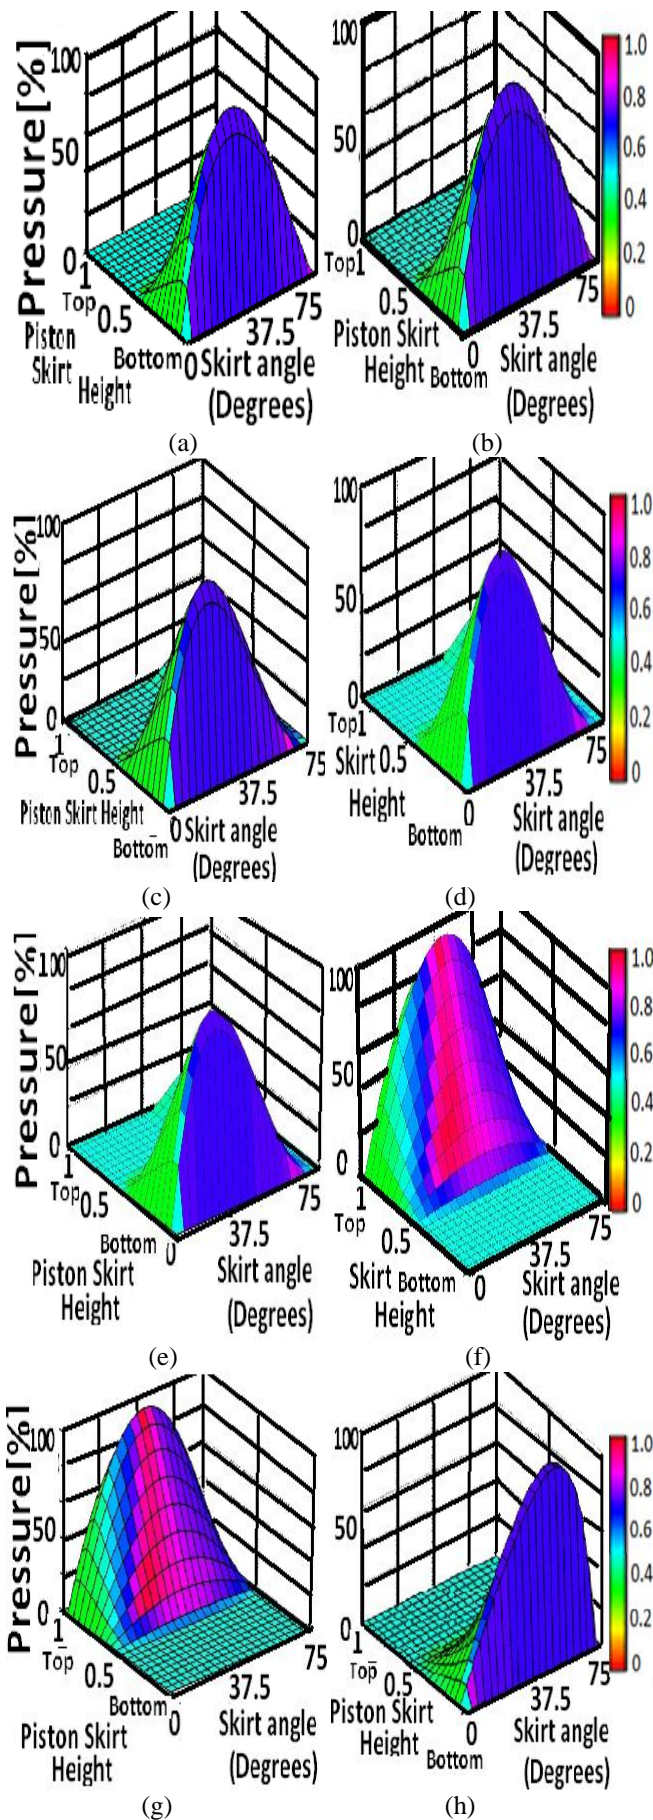 Pressure[%]
100
50
0
1
Top
0.5
Piston
Skirt
Height
Bottom
0
37.5
75
Skirt angle
(Degrees)
(a)
100
50
0
Top1
0.5
Piston Skirt
Height
Bottom
0
37.5
75
Skirt angle
(Degrees)
1.0
0.8
0.6
0.4
0.2
0
(b)
Pressure[%]
100
50
0
1
Top
0.5
Piston Skirt Height
Bottom
0
37.5
75
Skirt angle
(Degrees)
(c)
100
50
0
Top1
Skirt 0.5
Height
Bottom
0
37.5
75
Skirt angle
(Degrees)
1.0
0.8
0.6
0.4
0.2
0
(d)
Pressure[%]
100
50
0
1
Top
0.5
Bottom
0
Piston Skirt
Height
37.5
75
Skirt angle
(Degrees)
(e)
100
50
0
1
Top
0.5
Skirt Bottom
Height
0
37.5
75
Skirt angle
(Degrees)
1.0
0.8
0.6
0.4
0.2
0
(f)
Pressure[%]
100
50
0
1
Top
0.5
Bottom
0
Piston Skirt
Height
37.5
75
Skirt angle
(Degrees)
(g)
100
50
0
1
Top
0.5
Piston Skirt
Height
Bottom
0
37.5
75
Skirt angle
(Degrees)
1.0
0.8
0.6
0.4
0.2
0
(h)